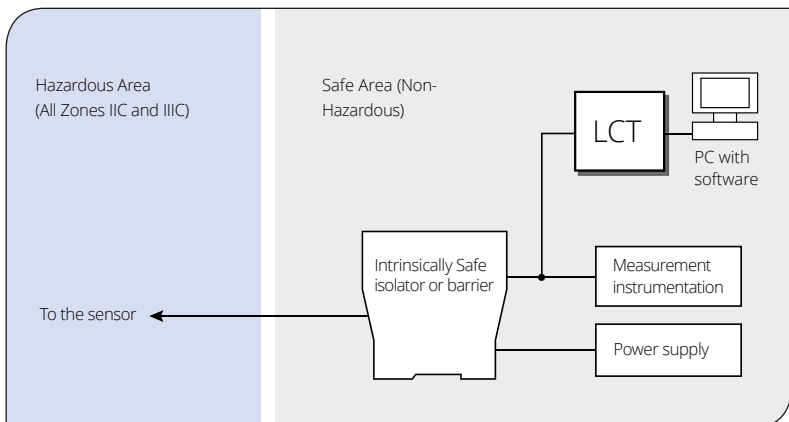 Hazardous Area
(All Zones IIC and IIIC)
Safe Area (Non-
Hazardous)
LCT
PC with
software
Intrinsically Safe
isolator or barrier
Measurement
instrumentation
To the sensor
Power supply